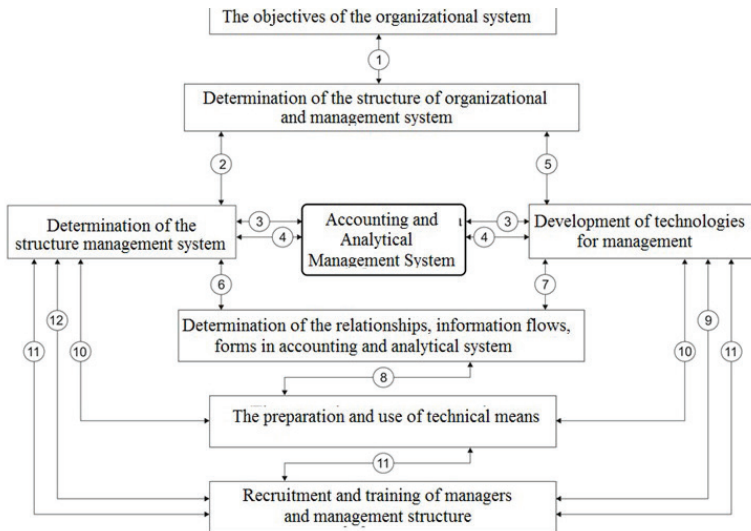 The objectives of the organizational system
1
Determination of the structure of organizational
and management system
2
5
Determination of the
structure management system
3
4
Accounting and
Analytical
Management System
3
4
Development of technologies
for management
6
7
Determination of the relationships, information flows,
forms in accounting and analytical system
11
12
10
8
10
9
11
The preparation and use of technical means
11
Recruitment and training of managers
and management structure